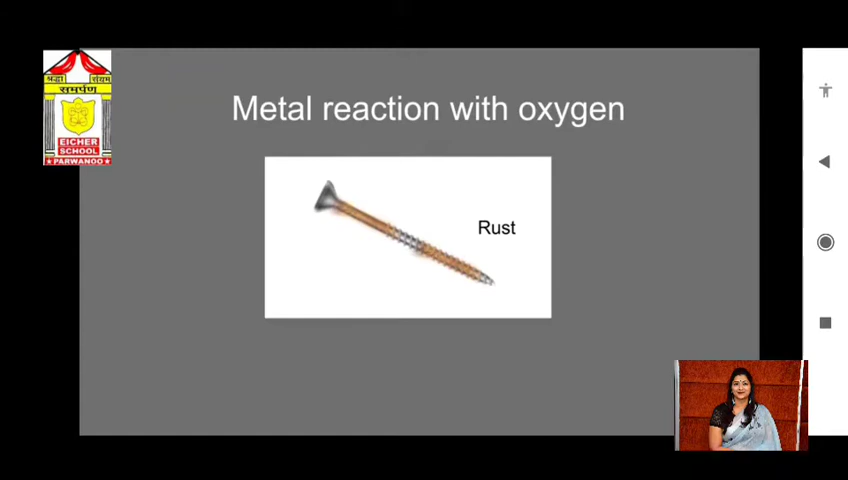 श्रद्धा संयम
समर्पण
EICHER
SCHOOL
★ PARWANOO ★
Metal reaction with oxygen
Rust